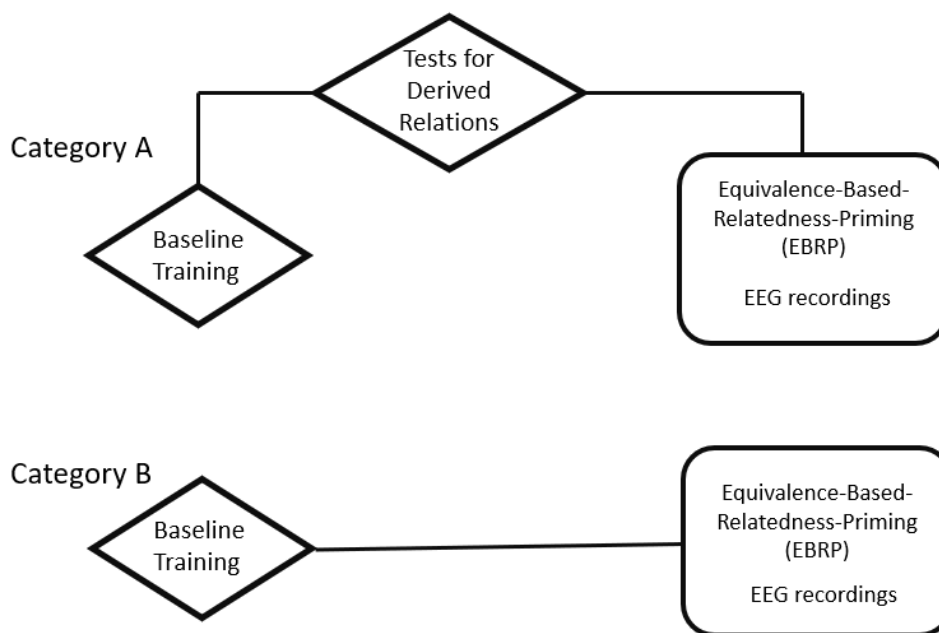 Tests for
Derived
Relations
Category A
Baseline
Training
Equivalence-Based-
Relatedness-Priming
(EBRP)
EEG recordings
Category B
Baseline
Training
Equivalence-Based-
Relatedness-Priming
(EBRP)
EEG recordings